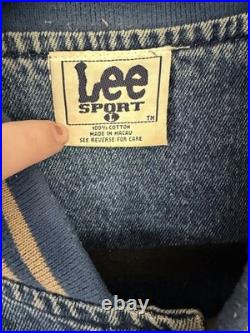 Lee
SPORT
L
TM
100% COTTON
MADE IN MACAU
SEE REVERSE FOR CARE